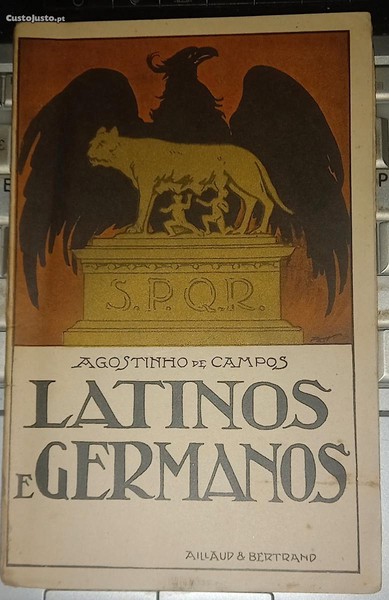 CustoJusto.pt
S.P.Q.R.
AGOSTINHO DE CAMPOS
LATINOS
E GERMANOS
AILLAUD & BERTRAND